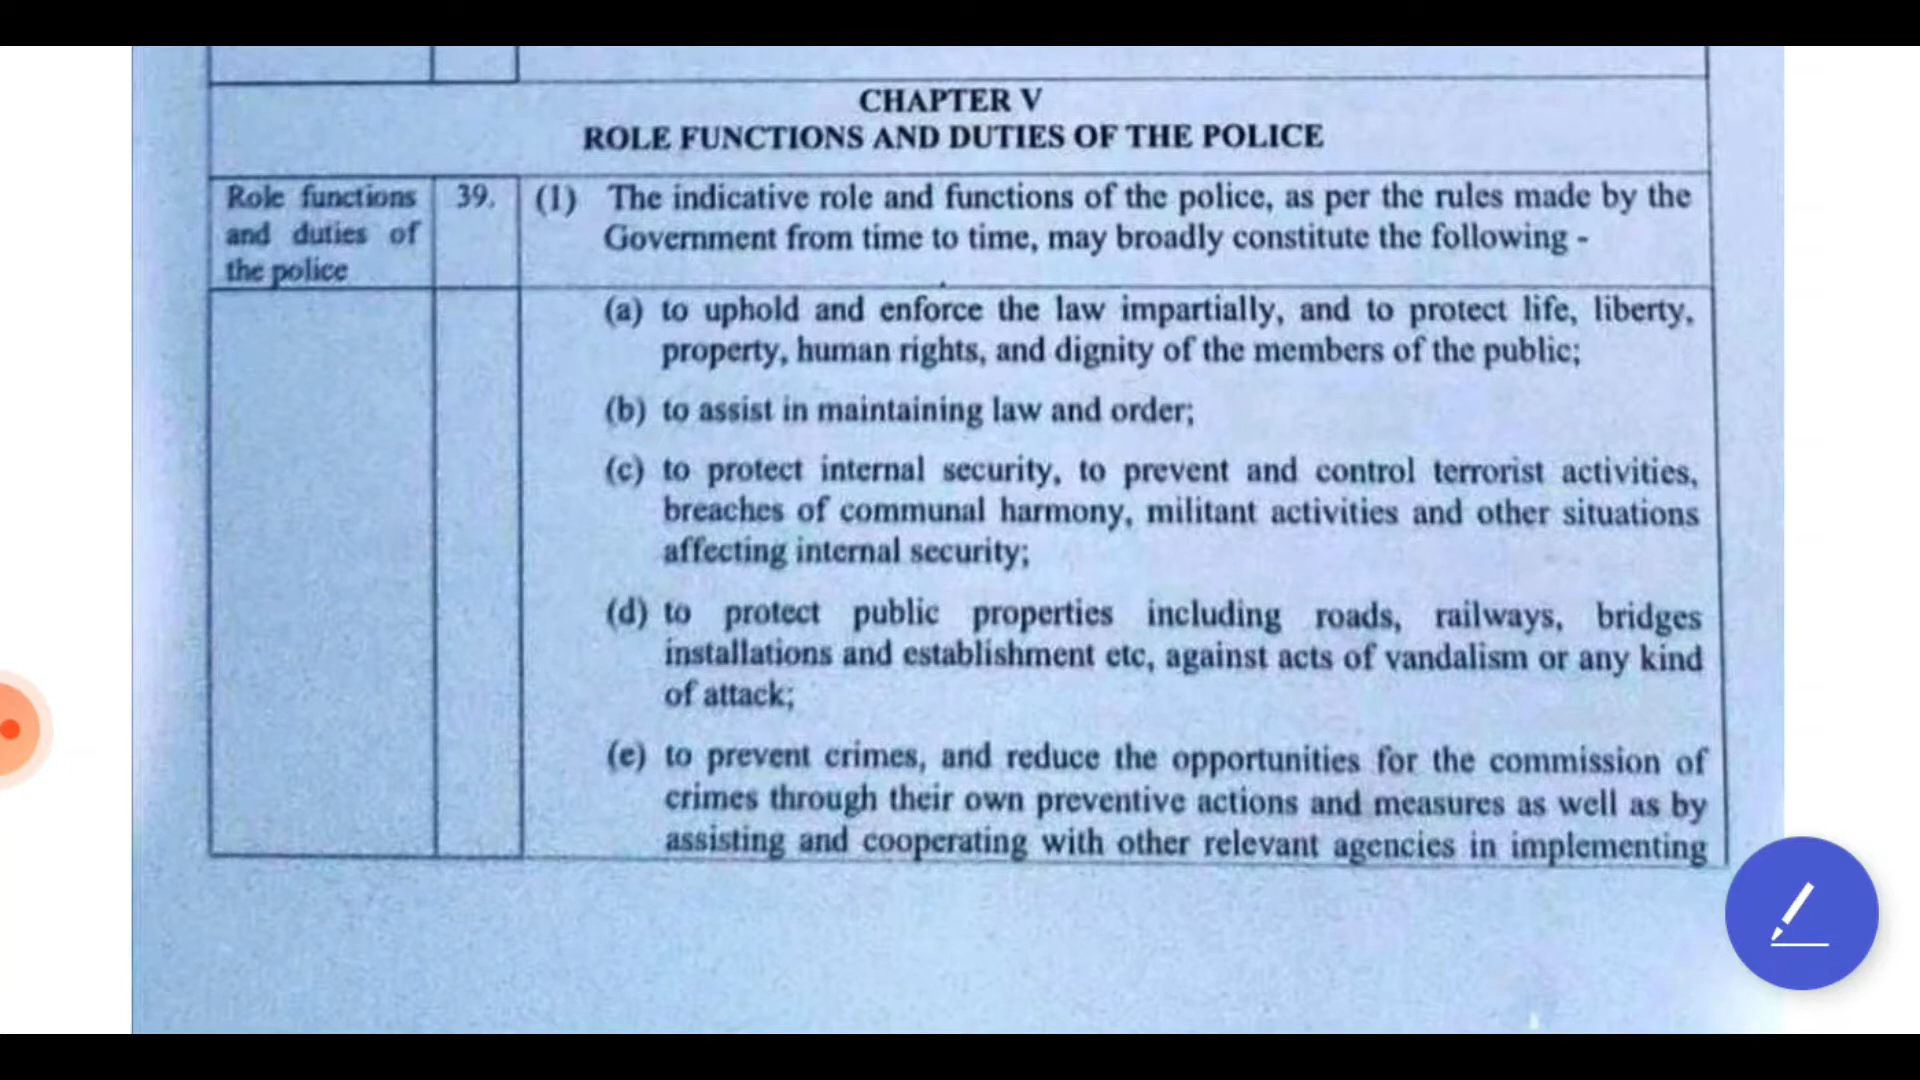 CHAPTER V
ROLE FUNCTIONS AND DUTIES OF THE POLICE
Role functions
and duties of
the police
39.
(1) The indicative role and functions of the police, as per the rules made by the
Government from time to time, may broadly constitute the following -
(a) to uphold and enforce the law impartially, and to protect life, liberty,
property, human rights, and dignity of the members of the public;
(b) to assist in maintaining law and order;
(c) to protect internal security, to prevent and control terrorist activities,
breaches of communal harmony, militant activities and other situations
affecting internal security;
(d) to protect public properties including roads, railways, bridges
installations and establishment etc, against acts of vandalism or any kind
of attack;
(e) to prevent crimes, and reduce the opportunities for the commission of
crimes through their own preventive actions and measures as well as by
assisting and cooperating with other relevant agencies in implementing